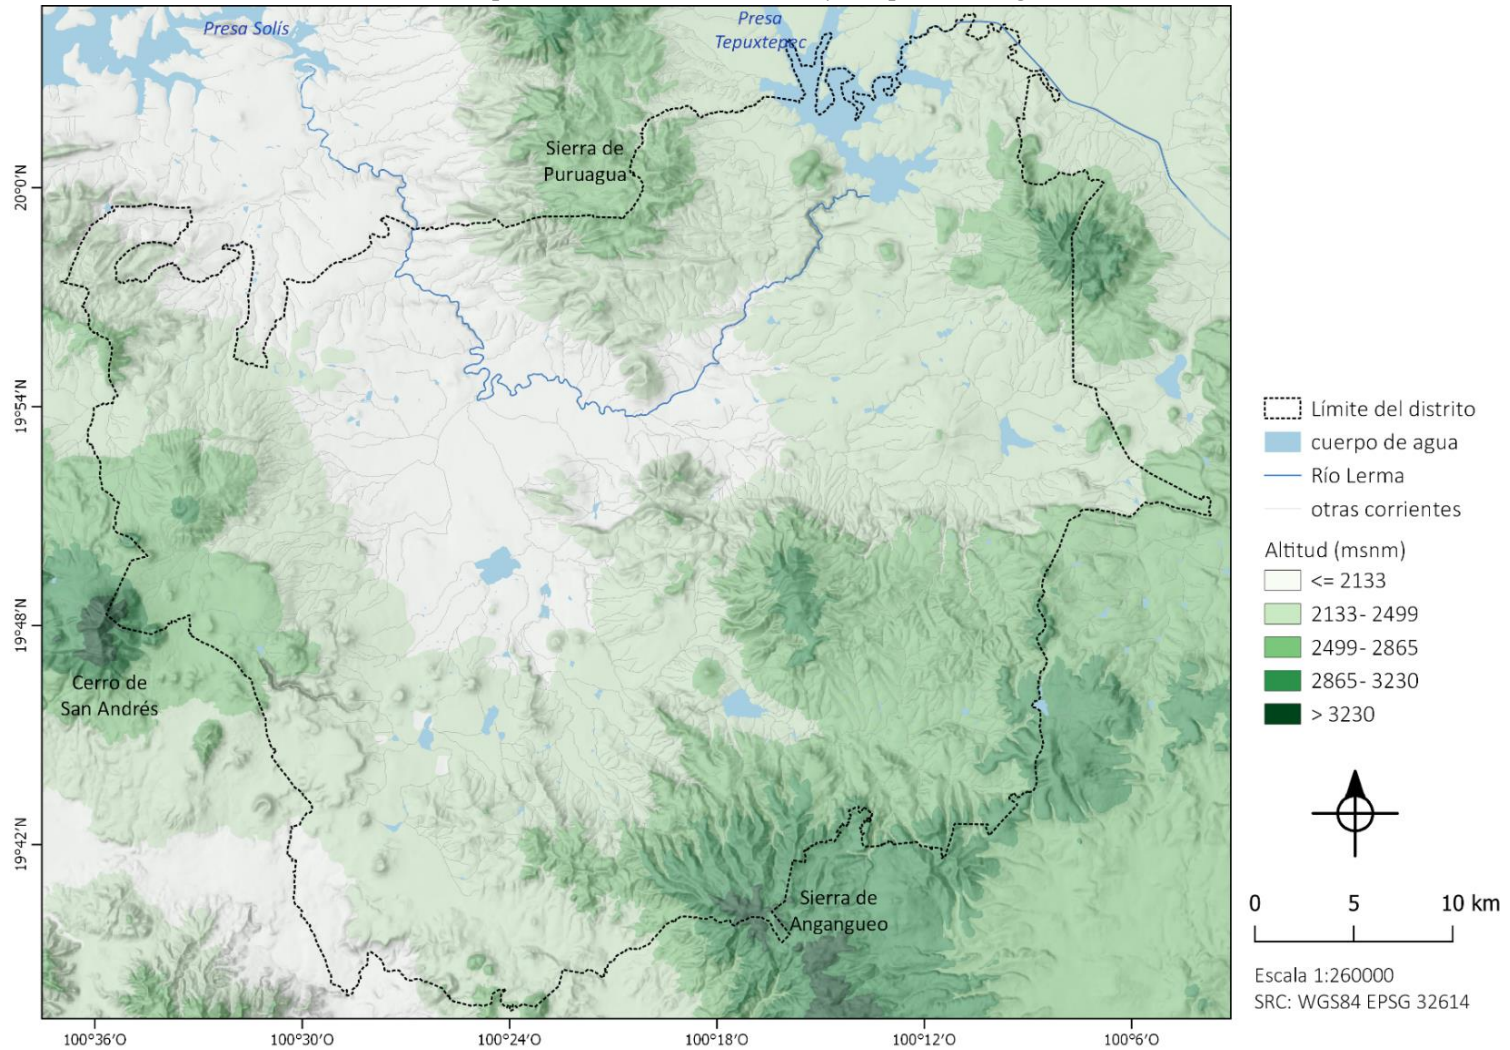 Presa Solís
Presa
Tepuxtepec
Sierra de
Puruagua
Cerro de
San Andrés
Sierra de
Angangueo
20°0'N
19°54'N
19°48'N
19°42'N
100°36'O
100°30'O
100°24'O
100°18'O
100°12'O
100°6'O
Límite del distrito
cuerpo de agua
Río Lerma
otras corrientes
Altitud (msnm)
<= 2133
2133- 2499
2499- 2865
2865- 3230
> 3230
0 5 10 km
Escala 1:260000
SRC: WGS84 EPSG 32614